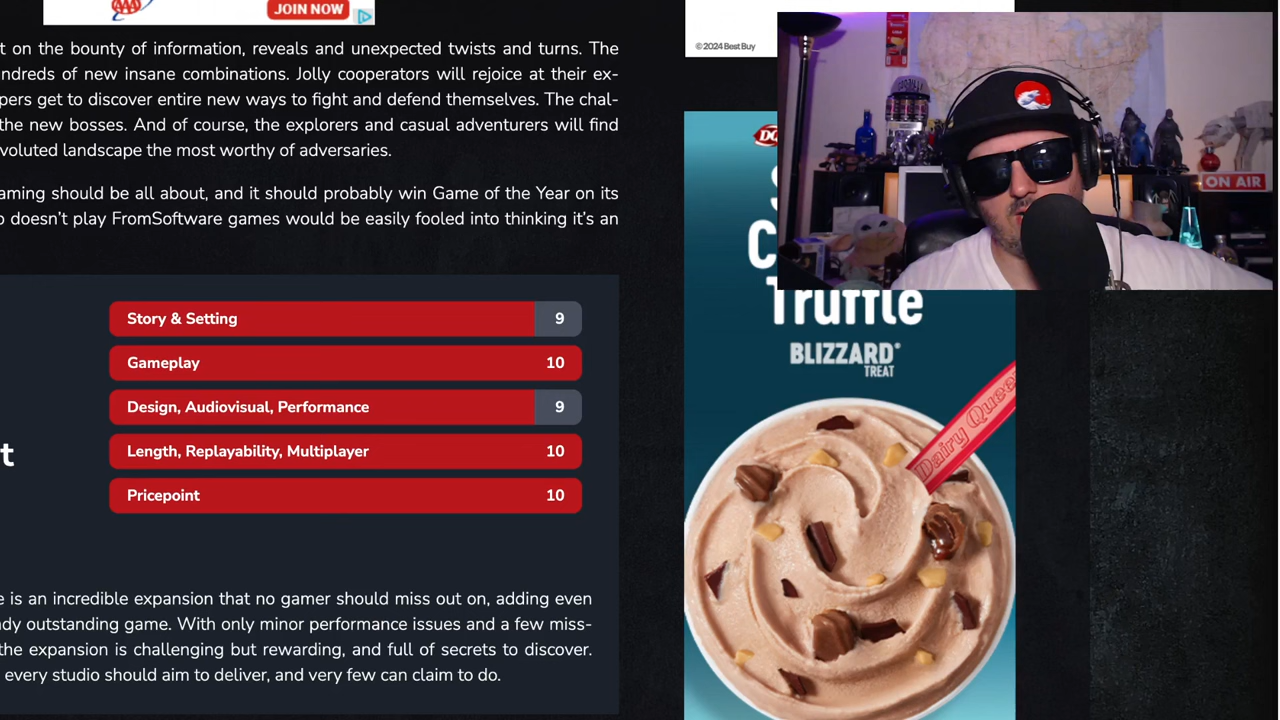 AAA
JOIN NOW
t on the bounty of information, reveals and unexpected twists and turns. The
ndreds of new insane combinations. Jolly cooperators will rejoice at their ex-
pers get to discover entire new ways to fight and defend themselves. The chal-
the new bosses. And of course, the explorers and casual adventurers will find
voluted landscape the most worthy of adversaries.
aming should be all about, and it should probably win Game of the Year on its
o doesn't play FromSoftware games would be easily fooled into thinking it's an
Story & Setting 9
Gameplay 10
Design, Audiovisual, Performance 9
Length, Replayability, Multiplayer 10
Pricepoint 10
t
e is an incredible expansion that no gamer should miss out on, adding even
dy outstanding game. With only minor performance issues and a few miss-
the expansion is challenging but rewarding, and full of secrets to discover.
every studio should aim to deliver, and very few can claim to do.
© 2024 Best Buy
Truffle
BLIZZARD®
TREAT
Dairy Queen
ON AIR